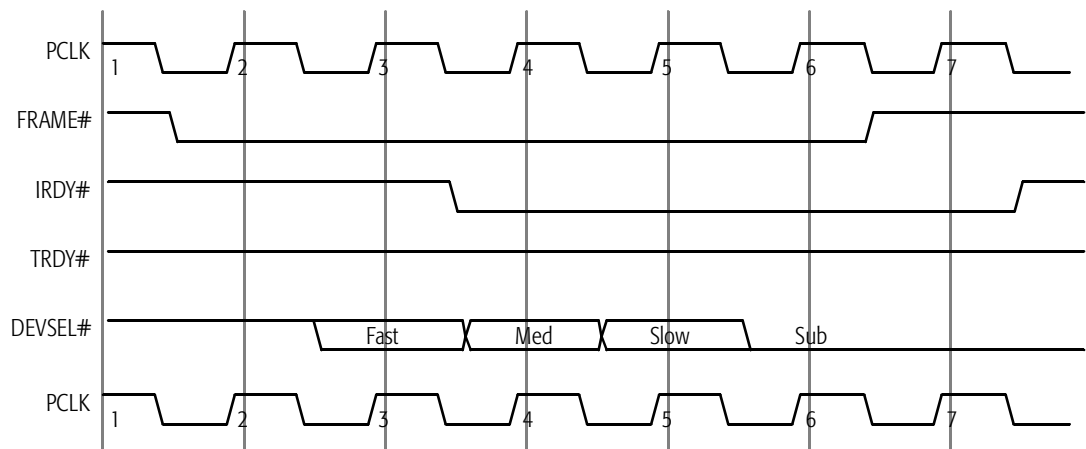 PCLK
1 2 3 4 5 6 7
FRAME#
IRDY#
TRDY#
DEVSEL#
Fast Med Slow Sub
PCLK
1 2 3 4 5 6 7